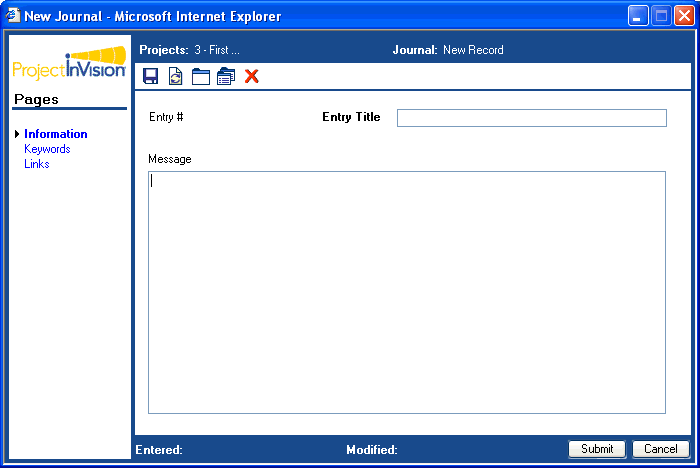 New Journal - Microsoft Internet Explorer
Projects: 3 - First ... Journal: New Record
ProjectinVision
Pages
Information
Keywords
Links
Entry # Entry Title
Message
Entered: Modified: Submit Cancel